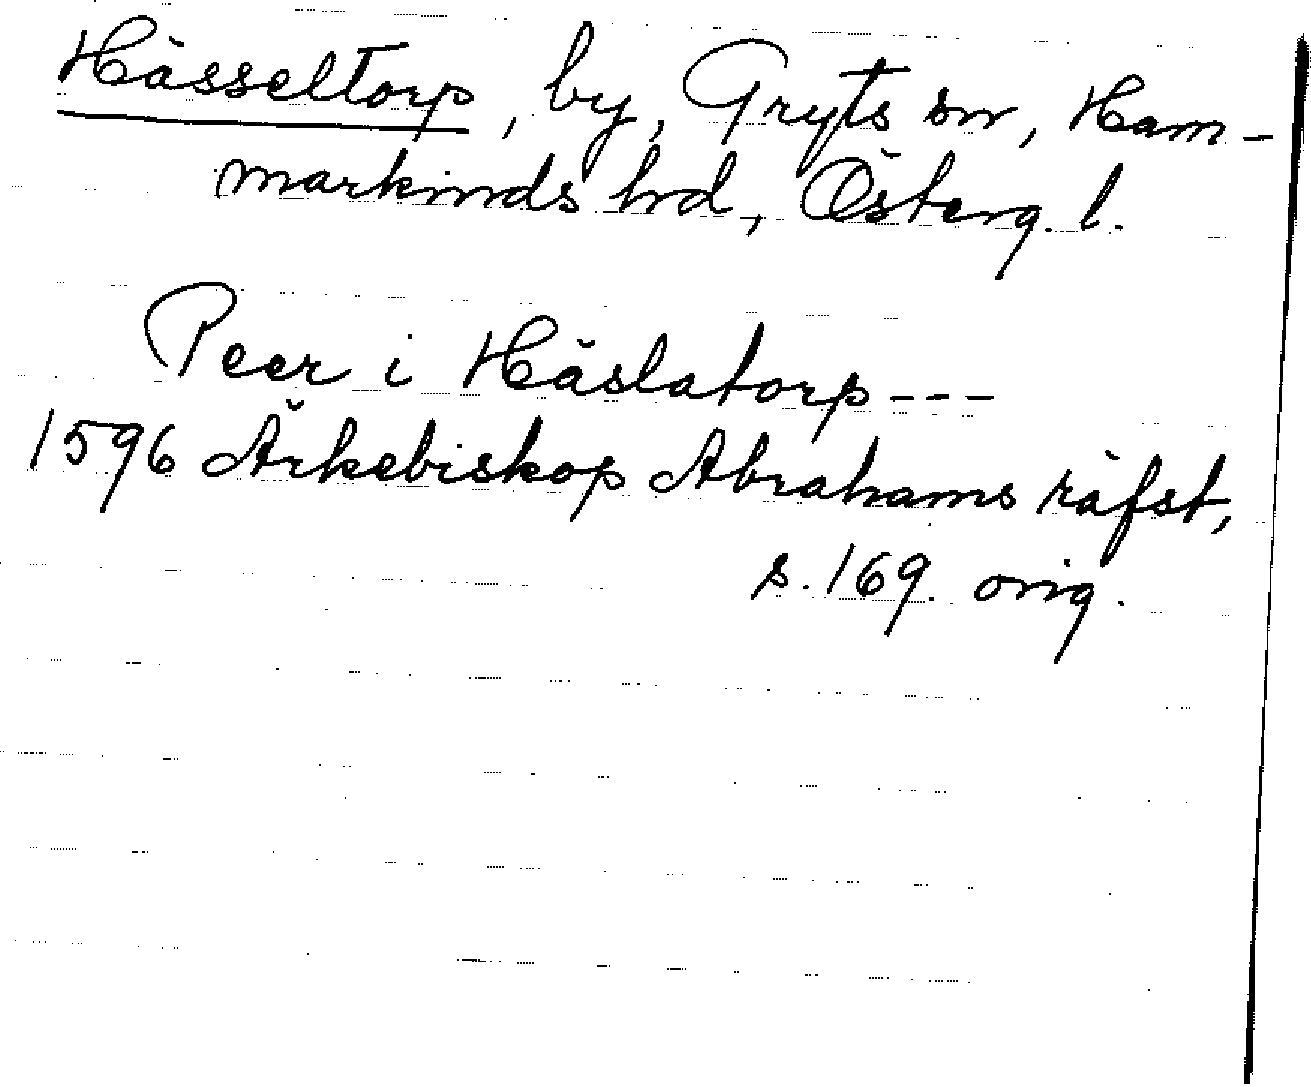 Hässeltorp, by, Gryts sn, Ham-
markinds hd, Österg. l.
Peer i Häslatorp---
1596 Ärkebiskop Abrahams räfst,
s. 169. orig.